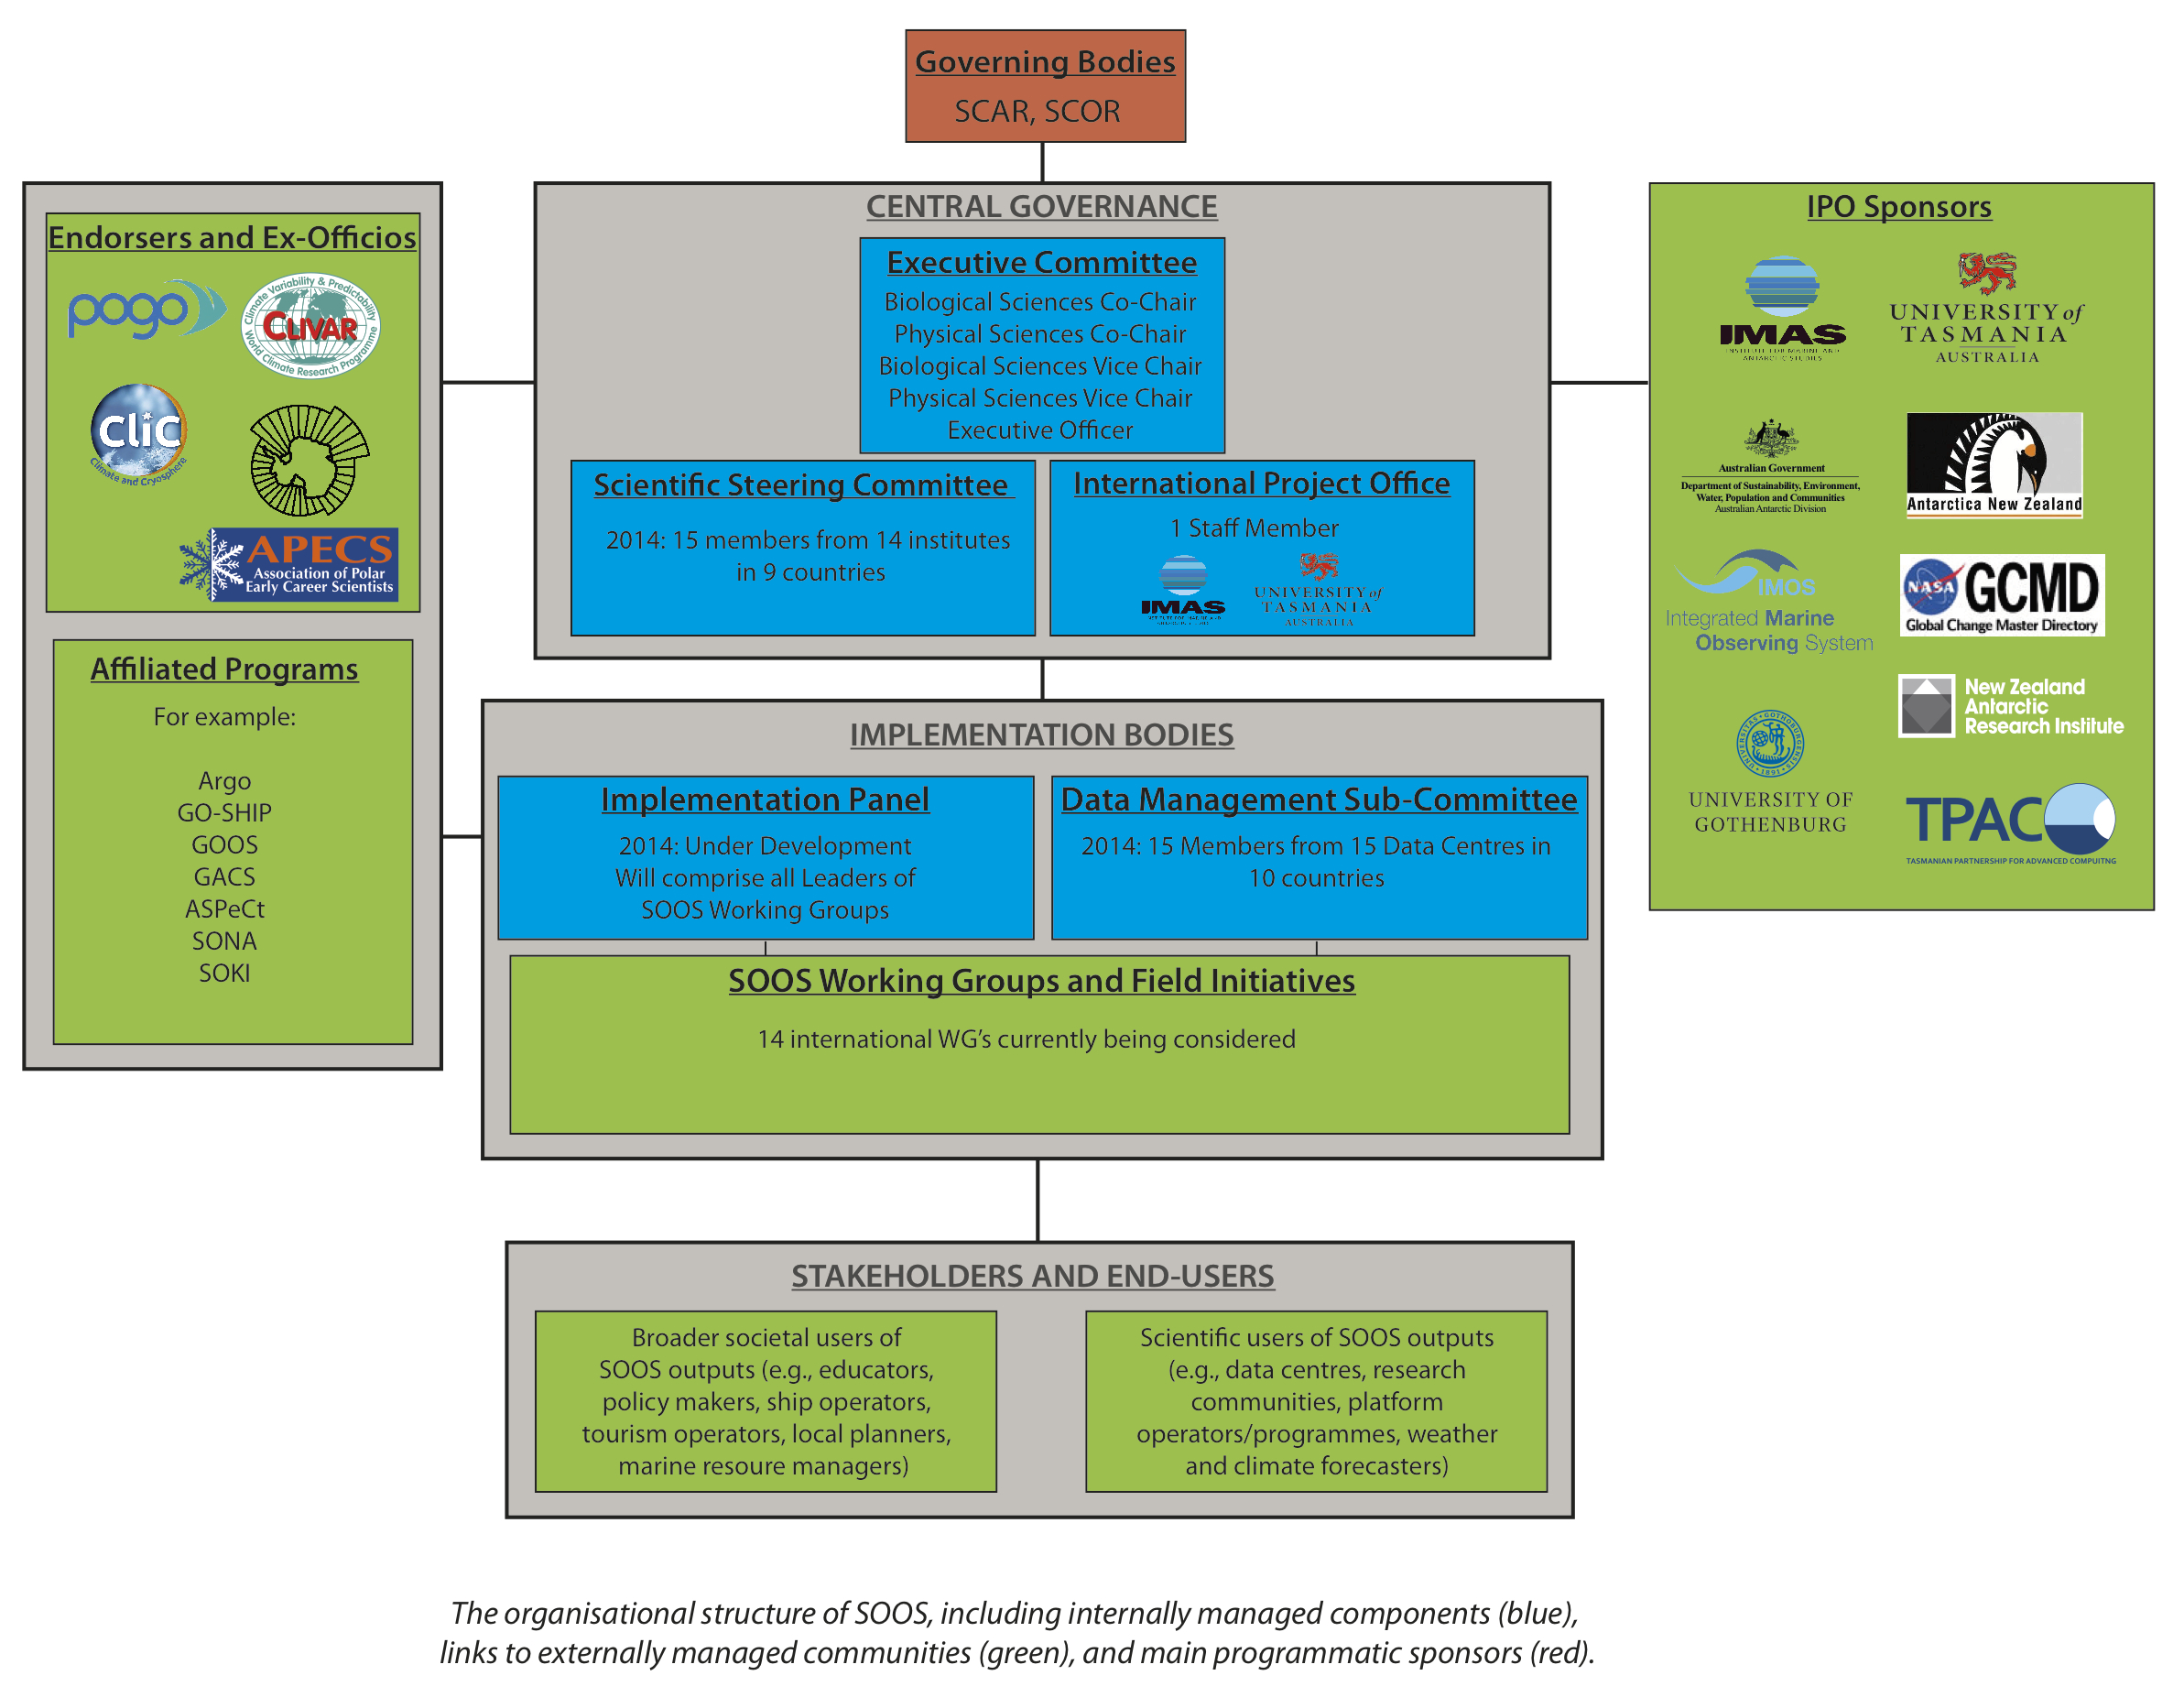 Governing Bodies
SCAR, SCOR
Endorsers and Ex-Officios
pogo
Climate Variability & Predictability
CLIVAR
World Climate Research Programme
Clic
Climate and Cryosphere
APECS
Association of Polar
Early Career Scientists
Affiliated Programs
For example:
Argo
GO-SHIP
GOOS
GACS
ASPeCt
SONA
SOKI
CENTRAL GOVERNANCE
Executive Committee
Biological Sciences Co-Chair
Physical Sciences Co-Chair
Biological Sciences Vice Chair
Physical Sciences Vice Chair
Executive Officer
Scientific Steering Committee
2014: 15 members from 14 institutes
in 9 countries
International Project Office
1 Staff Member
IMAS
UNIVERSITY of
TASMANIA
AUSTRALIA
IPO Sponsors
IMAS
INSTITUTE FOR MARINE AND
ANTARCTIC STUDIES
UNIVERSITY of
TASMANIA
AUSTRALIA
Australian Government
Department of Sustainability, Environment,
Water, Population and Communities
Australian Antarctic Division
Antarctica New Zealand
IMOS
Integrated Marine
Observing System
NASA
GCMD
Global Change Master Directory
New Zealand
Antarctic
Research Institute
1891
UNIVERSITY OF
GOTHENBURG
TPAC
TASMANIAN PARTNERSHIP FOR ADVANCED COMPUITNG
IMPLEMENTATION BODIES
Implementation Panel
2014: Under Development
Will comprise all Leaders of
SOOS Working Groups
Data Management Sub-Committee
2014: 15 Members from 15 Data Centres in
10 countries
SOOS Working Groups and Field Initiatives
14 international WG's currently being considered
STAKEHOLDERS AND END-USERS
Broader societal users of
SOOS outputs (e.g., educators,
policy makers, ship operators,
tourism operators, local planners,
marine resoure managers)
Scientific users of SOOS outputs
(e.g., data centres, research
communities, platform
operators/programmes, weather
and climate forecasters)
The organisational structure of SOOS, including internally managed components (blue),
links to externally managed communities (green), and main programmatic sponsors (red).